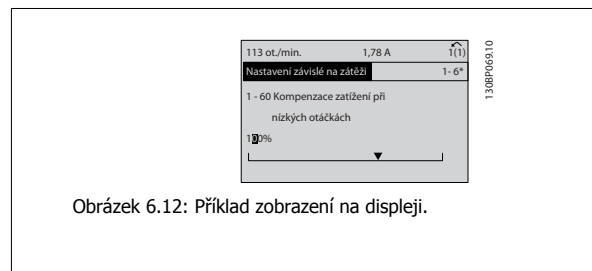 113 ot./min. 1,78 A 1(1)
Nastavení závislé na zátěži 1- 6*
1 - 60 Kompenzace zatížení při
nízkých otáčkách
100%
130BP069.10
Obrázek 6.12: Příklad zobrazení na displeji.